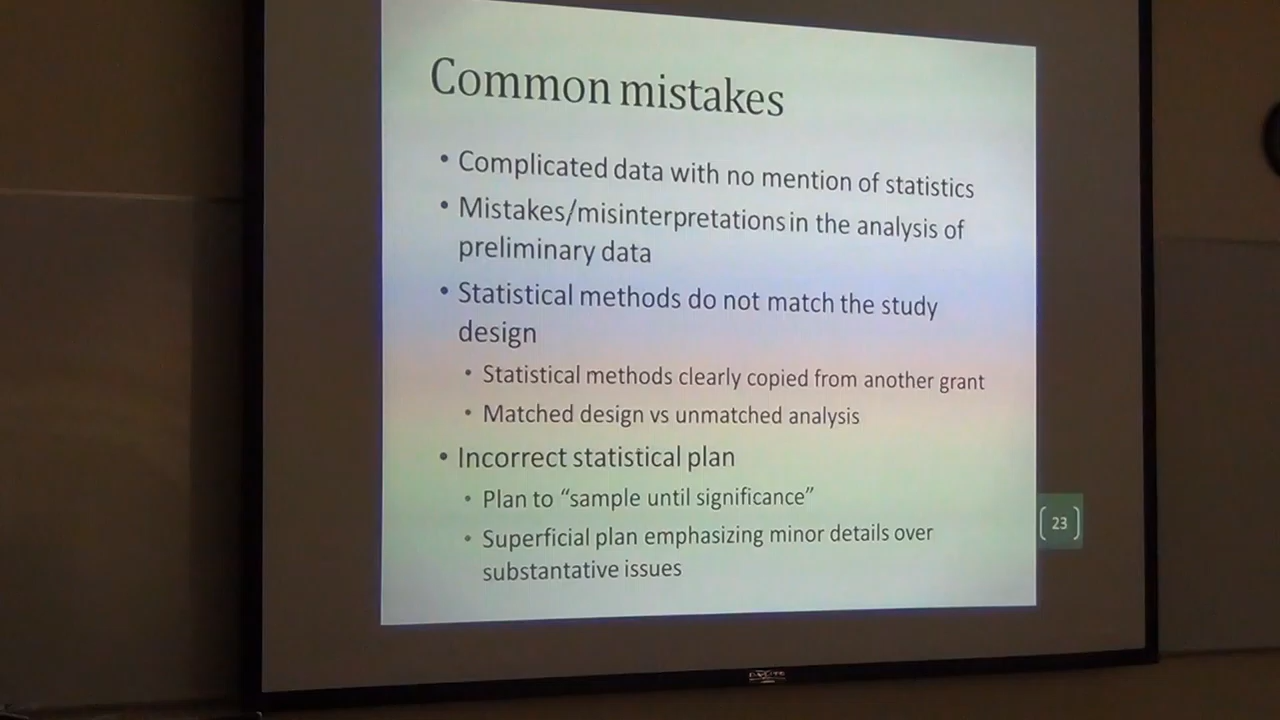 Common mistakes
• Complicated data with no mention of statistics
• Mistakes/misinterpretations in the analysis of
preliminary data
• Statistical methods do not match the study
design
• Statistical methods clearly copied from another grant
• Matched design vs unmatched analysis
• Incorrect statistical plan
• Plan to “sample until significance”
• Superficial plan emphasizing minor details over
substantative issues
23
DA-LITE